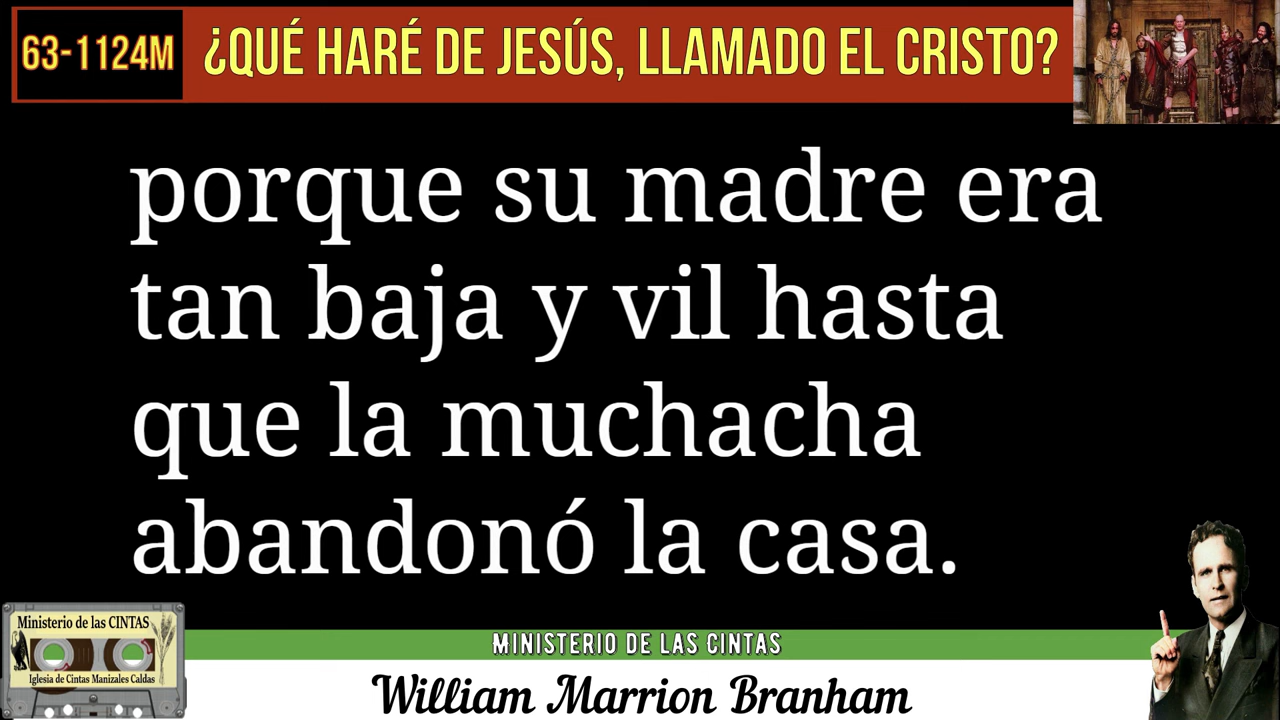 63-1124M
¿QUÉ HARÉ DE JESÚS, LLAMADO EL CRISTO?
porque su madre era
tan baja y vil hasta
que la muchacha
abandonó la casa.
Ministerio de las CINTAS
Iglesia de Cintas Manizales Caldas
MINISTERIO DE LAS CINTAS
William Marrion Branham